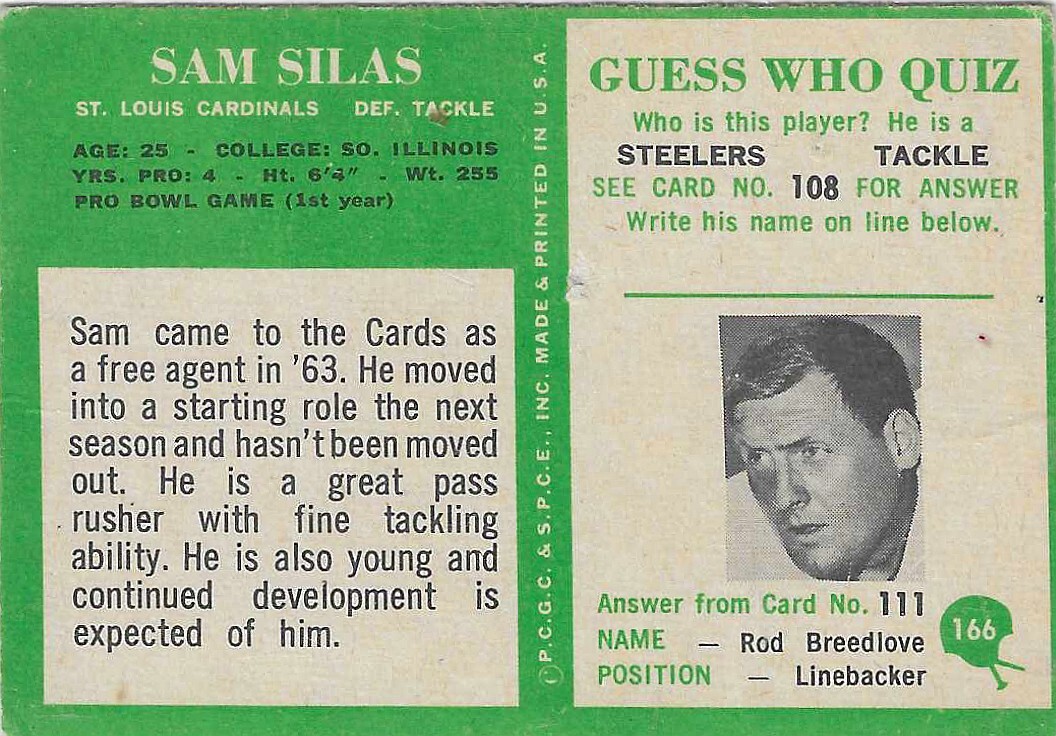 SAM SILAS
ST. LOUIS CARDINALS DEF. TACKLE
AGE: 25 - COLLEGE: SO. ILLINOIS
YRS. PRO: 4 - Ht. 6'4" - Wt. 255
PRO BOWL GAME (1st year)
Sam came to the Cards as
a free agent in '63. He moved
into a starting role the next
season and hasn't been moved
out. He is a great pass
rusher with fine tackling
ability. He is also young and
continued development is
expected of him.
©P.C.G.C. & S.P.C.E., INC. MADE & PRINTED IN U.S.A.
GUESS WHO QUIZ
Who is this player? He is a
STEELERS TACKLE
SEE CARD NO. 108 FOR ANSWER
Write his name on line below.
Answer from Card No. 111
NAME — Rod Breedlove
POSITION — Linebacker
166